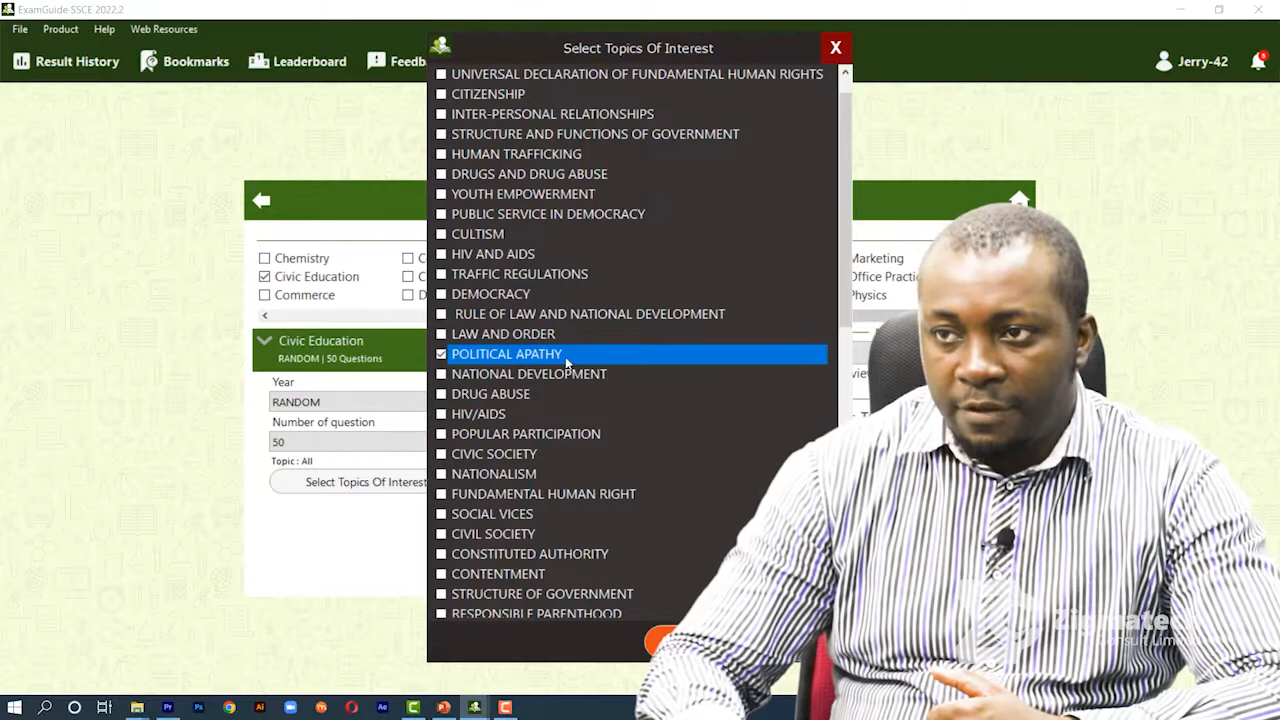 ExamGuide SSCE 2022.2
File Product Help Web Resources
Result History Bookmarks Leaderboard Jerry-42
Select Topics Of Interest
X
UNIVERSAL DECLARATION OF FUNDAMENTAL HUMAN RIGHTS
CITIZENSHIP
INTER-PERSONAL RELATIONSHIPS
STRUCTURE AND FUNCTIONS OF GOVERNMENT
HUMAN TRAFFICKING
DRUGS AND DRUG ABUSE
YOUTH EMPOWERMENT
PUBLIC SERVICE IN DEMOCRACY
CULTISM
HIV AND AIDS
TRAFFIC REGULATIONS
DEMOCRACY
RULE OF LAW AND NATIONAL DEVELOPMENT
LAW AND ORDER
POLITICAL APATHY
NATIONAL DEVELOPMENT
DRUG ABUSE
HIV/AIDS
POPULAR PARTICIPATION
CIVIC SOCIETY
NATIONALISM
FUNDAMENTAL HUMAN RIGHT
SOCIAL VICES
CIVIL SOCIETY
CONSTITUTED AUTHORITY
CONTENTMENT
STRUCTURE OF GOVERNMENT
RESPONSIBLE PARENTHOOD
Chemistry
Civic Education
Commerce
Marketing
Office
Physics
Civic Education
RANDOM | 50 Questions
Year
RANDOM
Number of question
50
Topic : All
Select Topics Of Interest